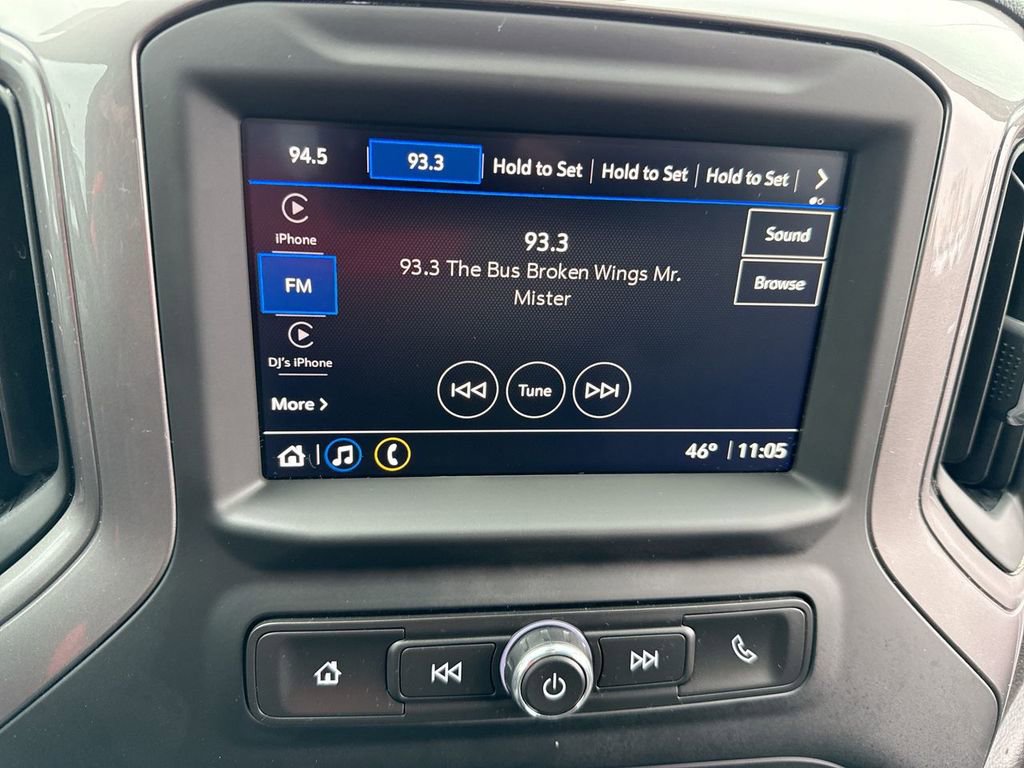 94.5 93.3 Hold to Set Hold to Set Hold to Set
iPhone
FM
DJ's iPhone
More
93.3
93.3 The Bus Broken Wings Mr.
Mister
Sound
Browse
Tune
46° 11:05